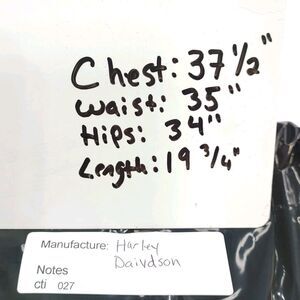 Chest: 37 1/2"
Waist: 35"
Hips: 34"
Length: 19 3/4"
Manufacture: Harley
Daivdson
Notes
cti 027